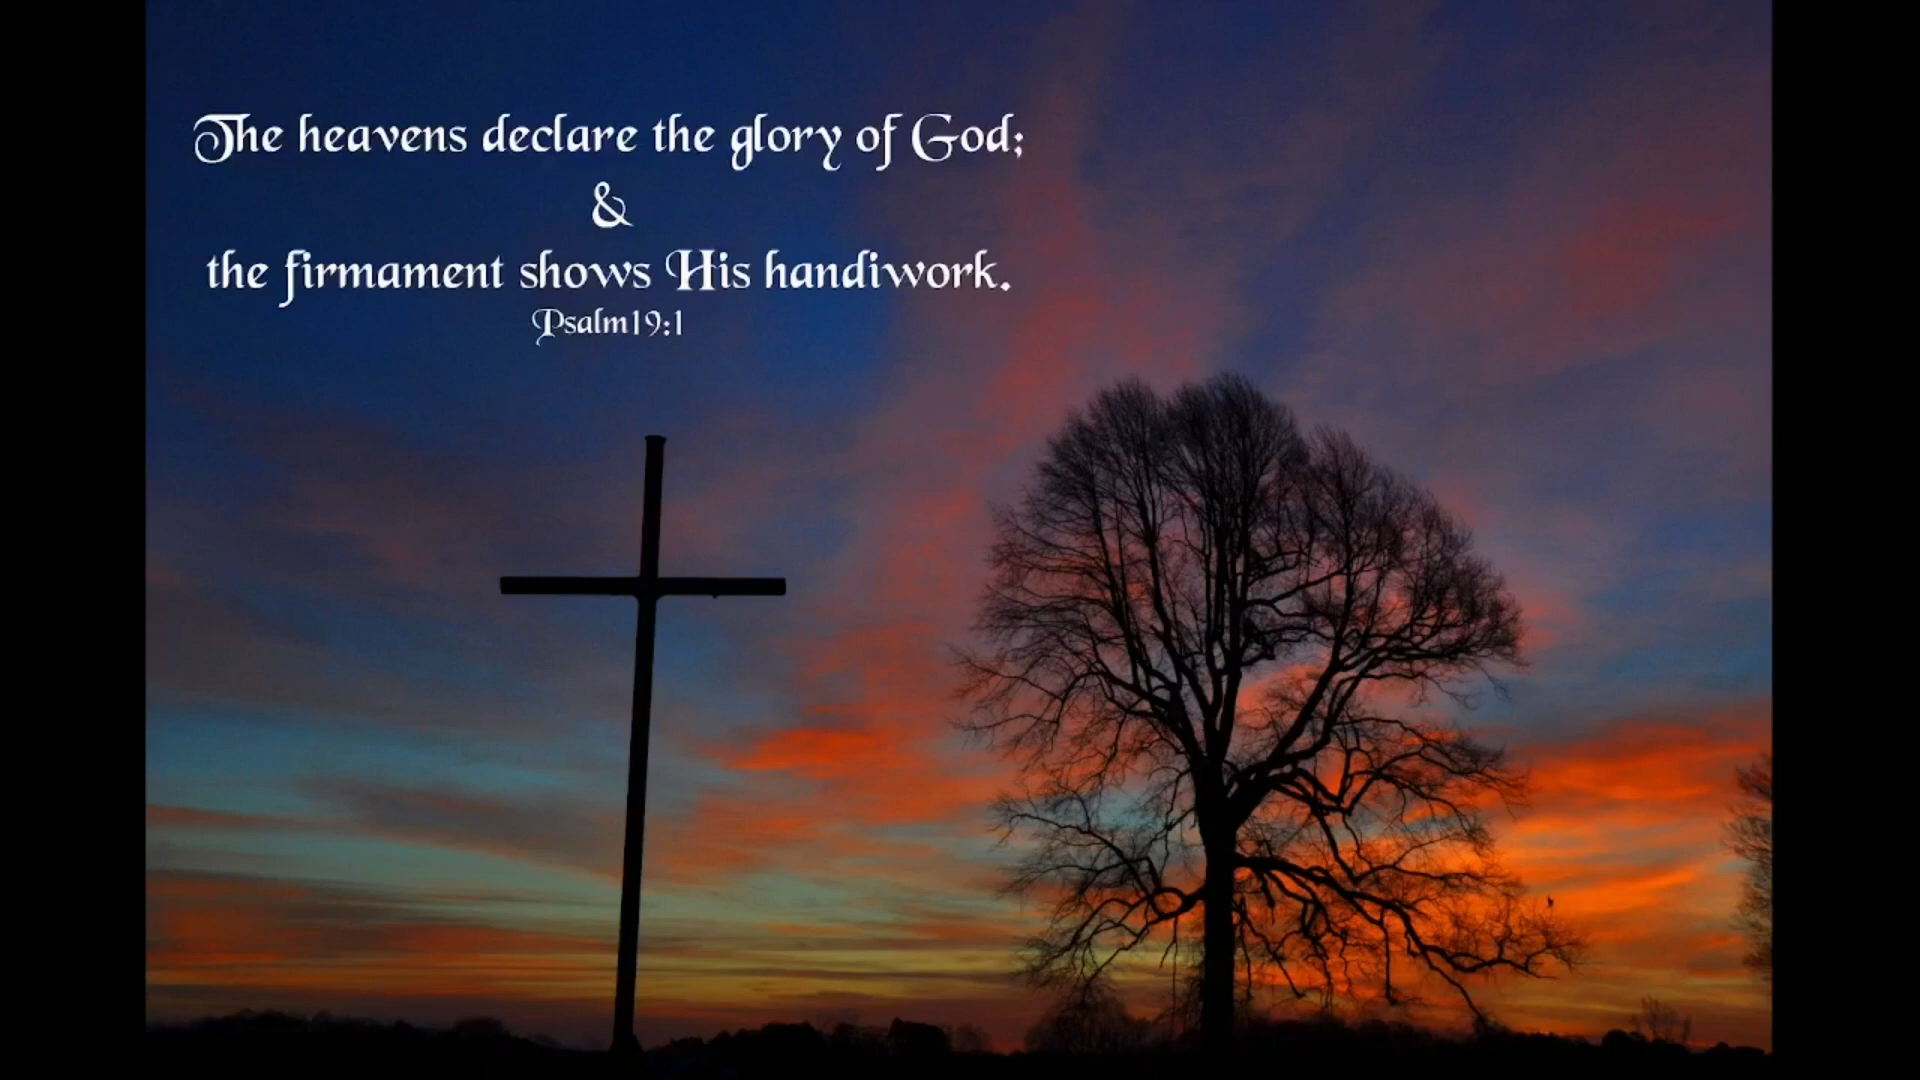 The heavens declare the glory of God;
&
the firmament shows His handiwork.
Psalm19:1